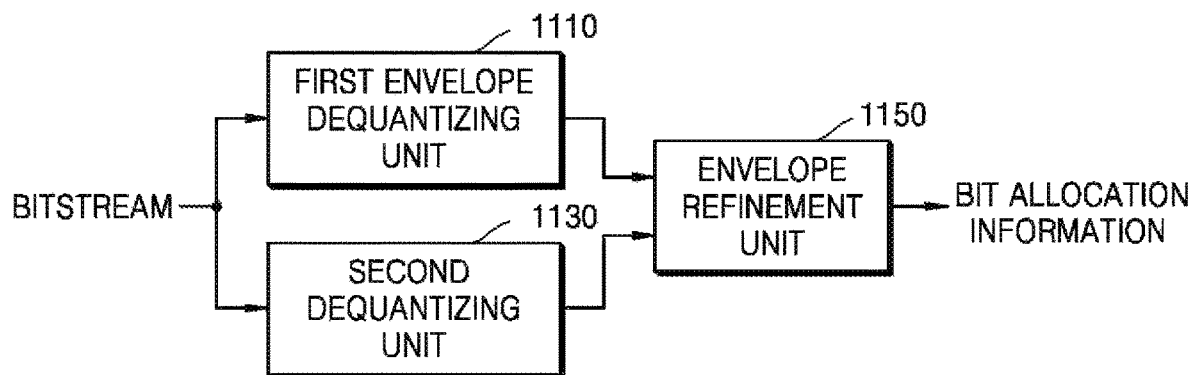 1110
FIRST ENVELOPE
DEQUANTIZING
UNIT
1150
ENVELOPE
REFINEMENT
UNIT
BITSTREAM
BIT ALLOCATION
INFORMATION
1130
SECOND
DEQUANTIZING
UNIT